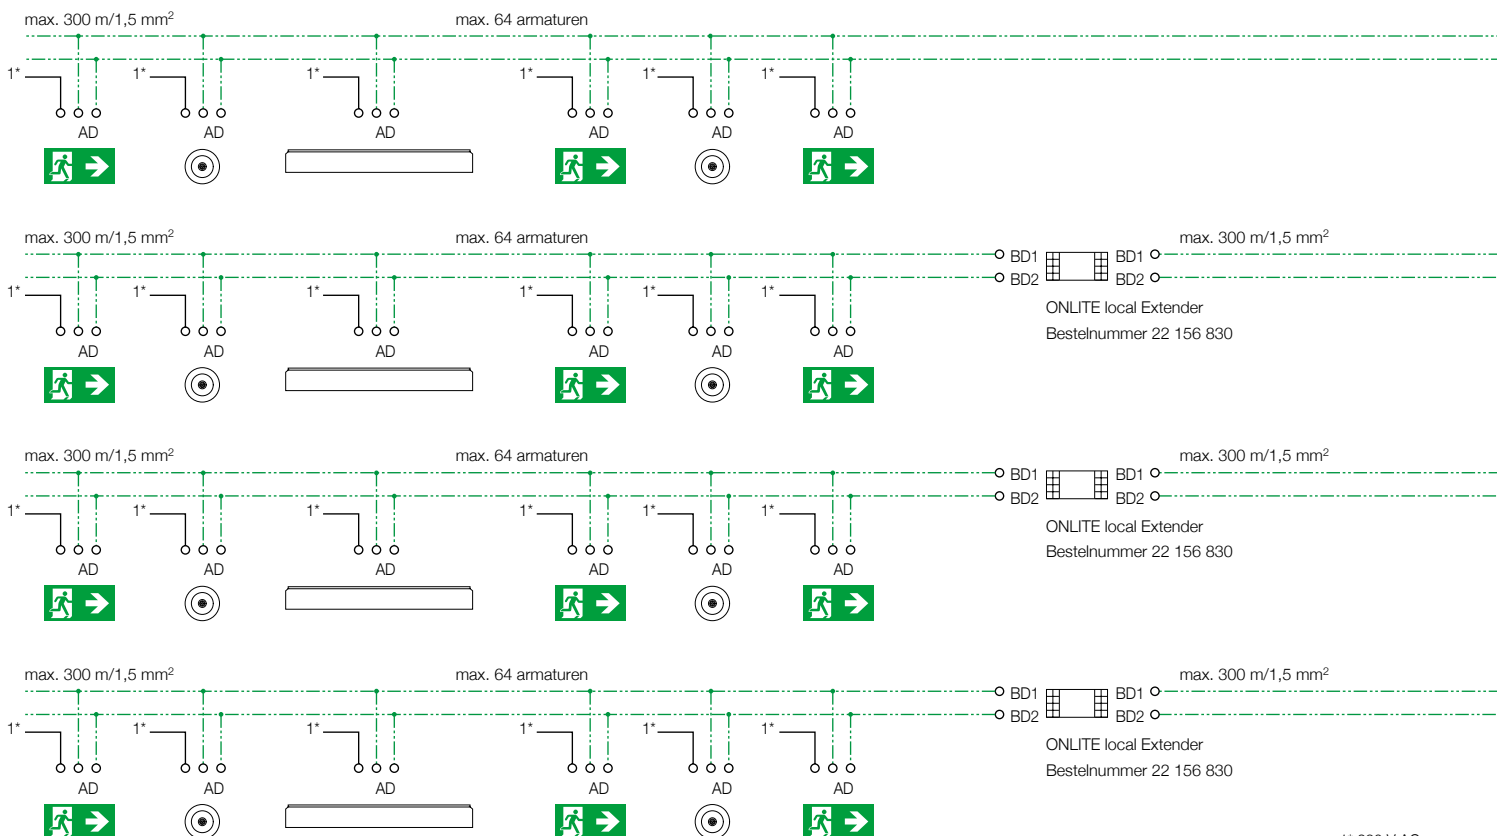 max. 300 m/1,5 mm² max. 64 armaturen
1* 1* 1* 1* 1* 1*
AD AD AD AD AD AD
max. 300 m/1,5 mm² max. 64 armaturen max. 300 m/1,5 mm²
BD1 BD1
BD2 BD2
1* 1* 1* 1* 1* 1*
ONLITE local Extender
Bestelnummer 22 156 830
AD AD AD AD AD AD
max. 300 m/1,5 mm² max. 64 armaturen max. 300 m/1,5 mm²
BD1 BD1
BD2 BD2
1* 1* 1* 1* 1* 1*
ONLITE local Extender
Bestelnummer 22 156 830
AD AD AD AD AD AD
max. 300 m/1,5 mm² max. 64 armaturen max. 300 m/1,5 mm²
BD1 BD1
BD2 BD2
1* 1* 1* 1* 1* 1*
ONLITE local Extender
Bestelnummer 22 156 830
AD AD AD AD AD AD